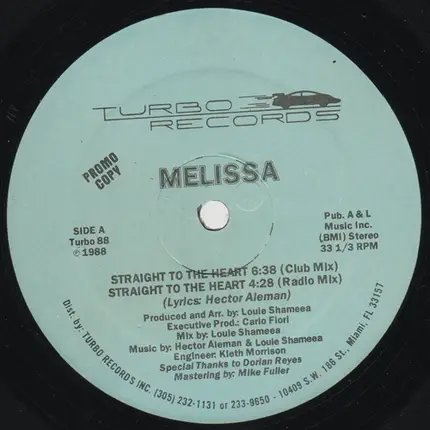 TURBO
RECORDS
PROMO
COPY
MELISSA
SIDE A
Turbo 88
℗ 1988
Pub. A & L
Music Inc.
(BMI) Stereo
33 1/3 RPM
STRAIGHT TO THE HEART 6:38 (Club Mix)
STRAIGHT TO THE HEART 4:28 (Radio Mix)
(Lyrics: Hector Aleman)
Produced and Arr. by: Louie Shameea
Executive Prod.: Carlo Fiori
Mix by: Louie Shameea
Music by: Hector Aleman & Louie Shameea
Engineer: Kieth Morrison
Special Thanks to Dorian Reyes
Mastering by: Mike Fuller
Dist. by: TURBO RECORDS INC. (305) 232-1131 or 233-9650 - 10409 S.W. 186 St. Miami, FL 33157